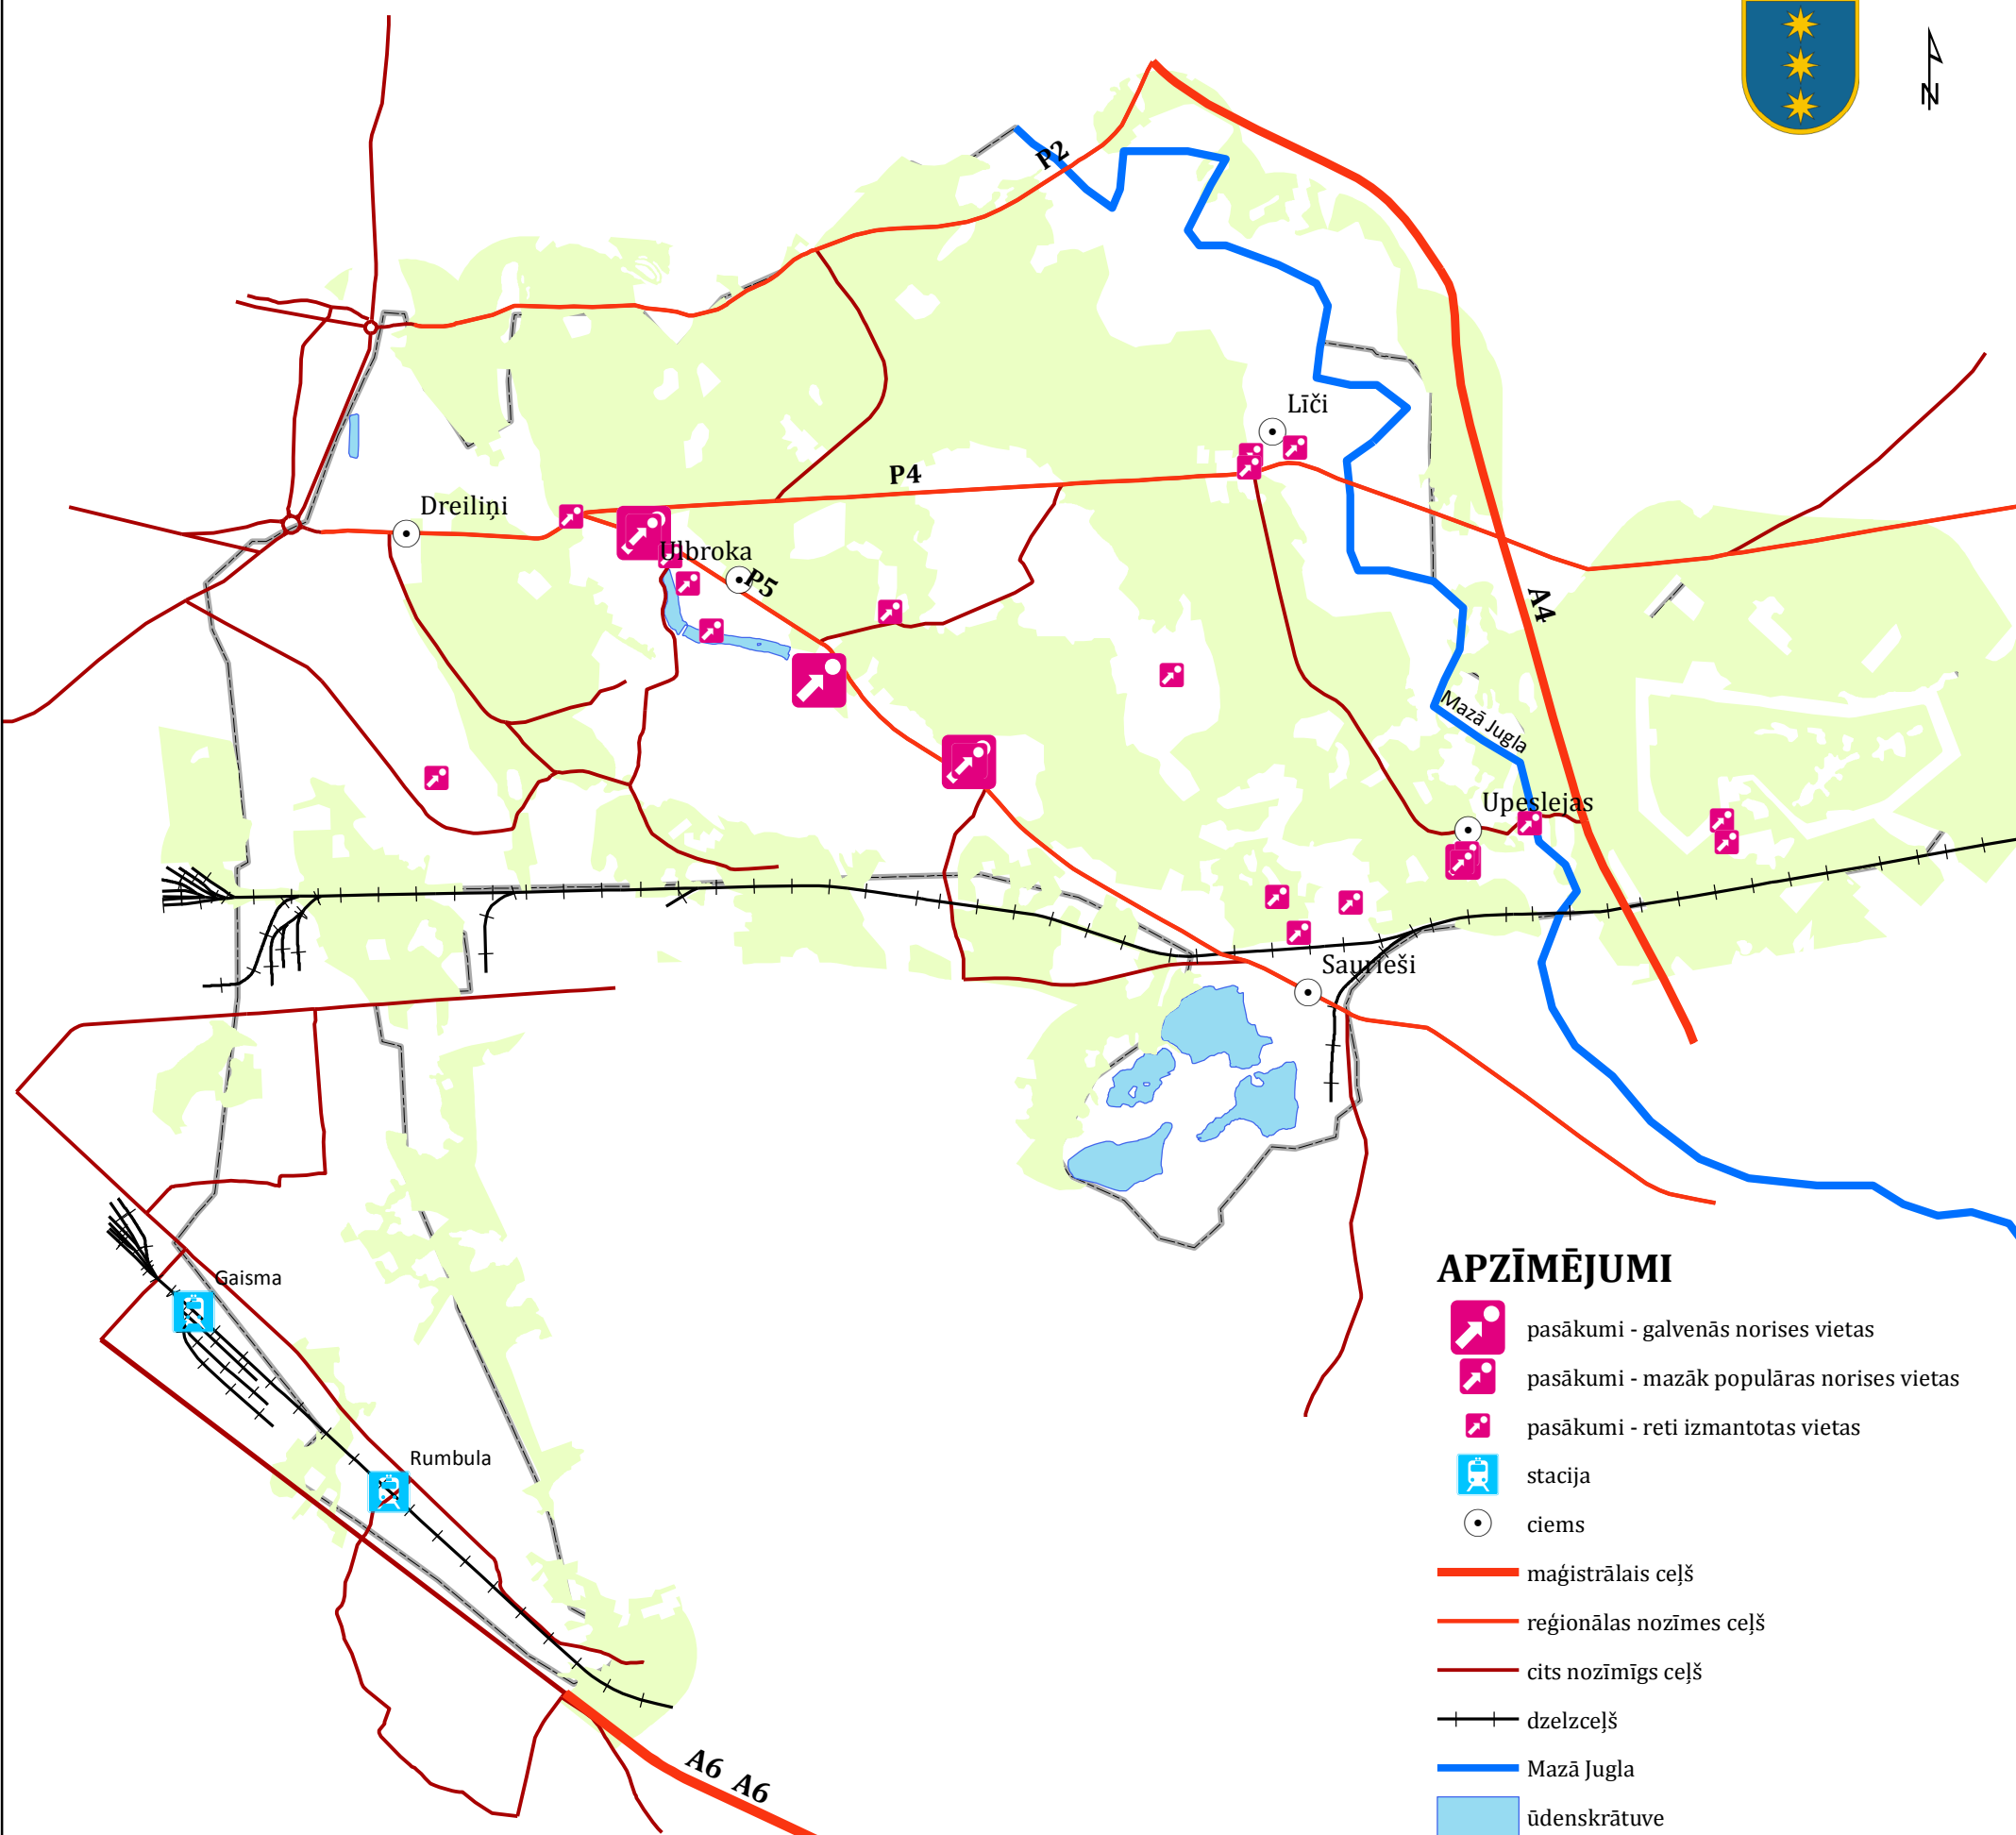 N
P2
Līči
P4
Dreiliņi
Ulbroka
P5
A4
Mazā Jugla
Upeslejas
Saurieši
Gaisma
Rumbula
A6 A6
APZĪMĒJUMI
pasākumi - galvenās norises vietas
pasākumi - mazāk populāras norises vietas
pasākumi - reti izmantotas vietas
stacija
ciems
maģistrālais ceļš
reģionālas nozīmes ceļš
cits nozīmīgs ceļš
dzelzceļš
Mazā Jugla
ūdenskrātuve